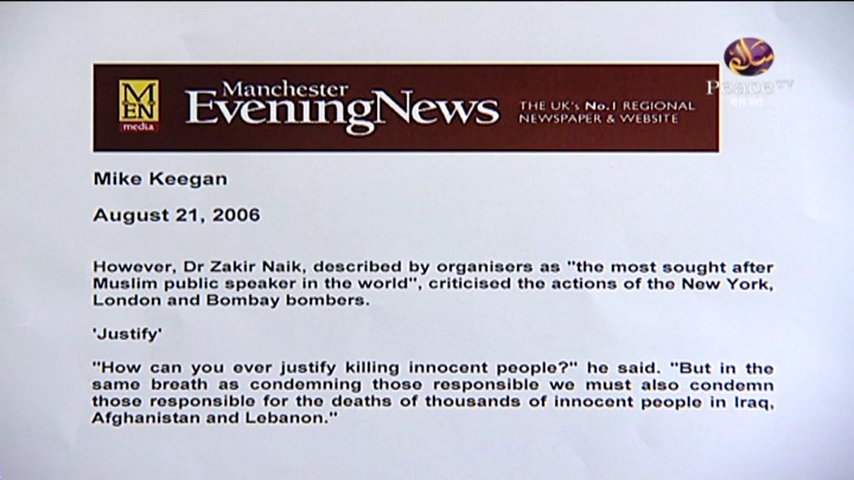 MEN
media
Manchester
EveningNews
THE UK's No.1 REGIONAL
NEWSPAPER & WEBSITE
Peace TV
বাংলা
Mike Keegan
August 21, 2006
However, Dr Zakir Naik, described by organisers as "the most sought after
Muslim public speaker in the world", criticised the actions of the New York,
London and Bombay bombers.
'Justify'
"How can you ever justify killing innocent people?" he said. "But in the
same breath as condemning those responsible we must also condemn
those responsible for the deaths of thousands of innocent people in Iraq,
Afghanistan and Lebanon."